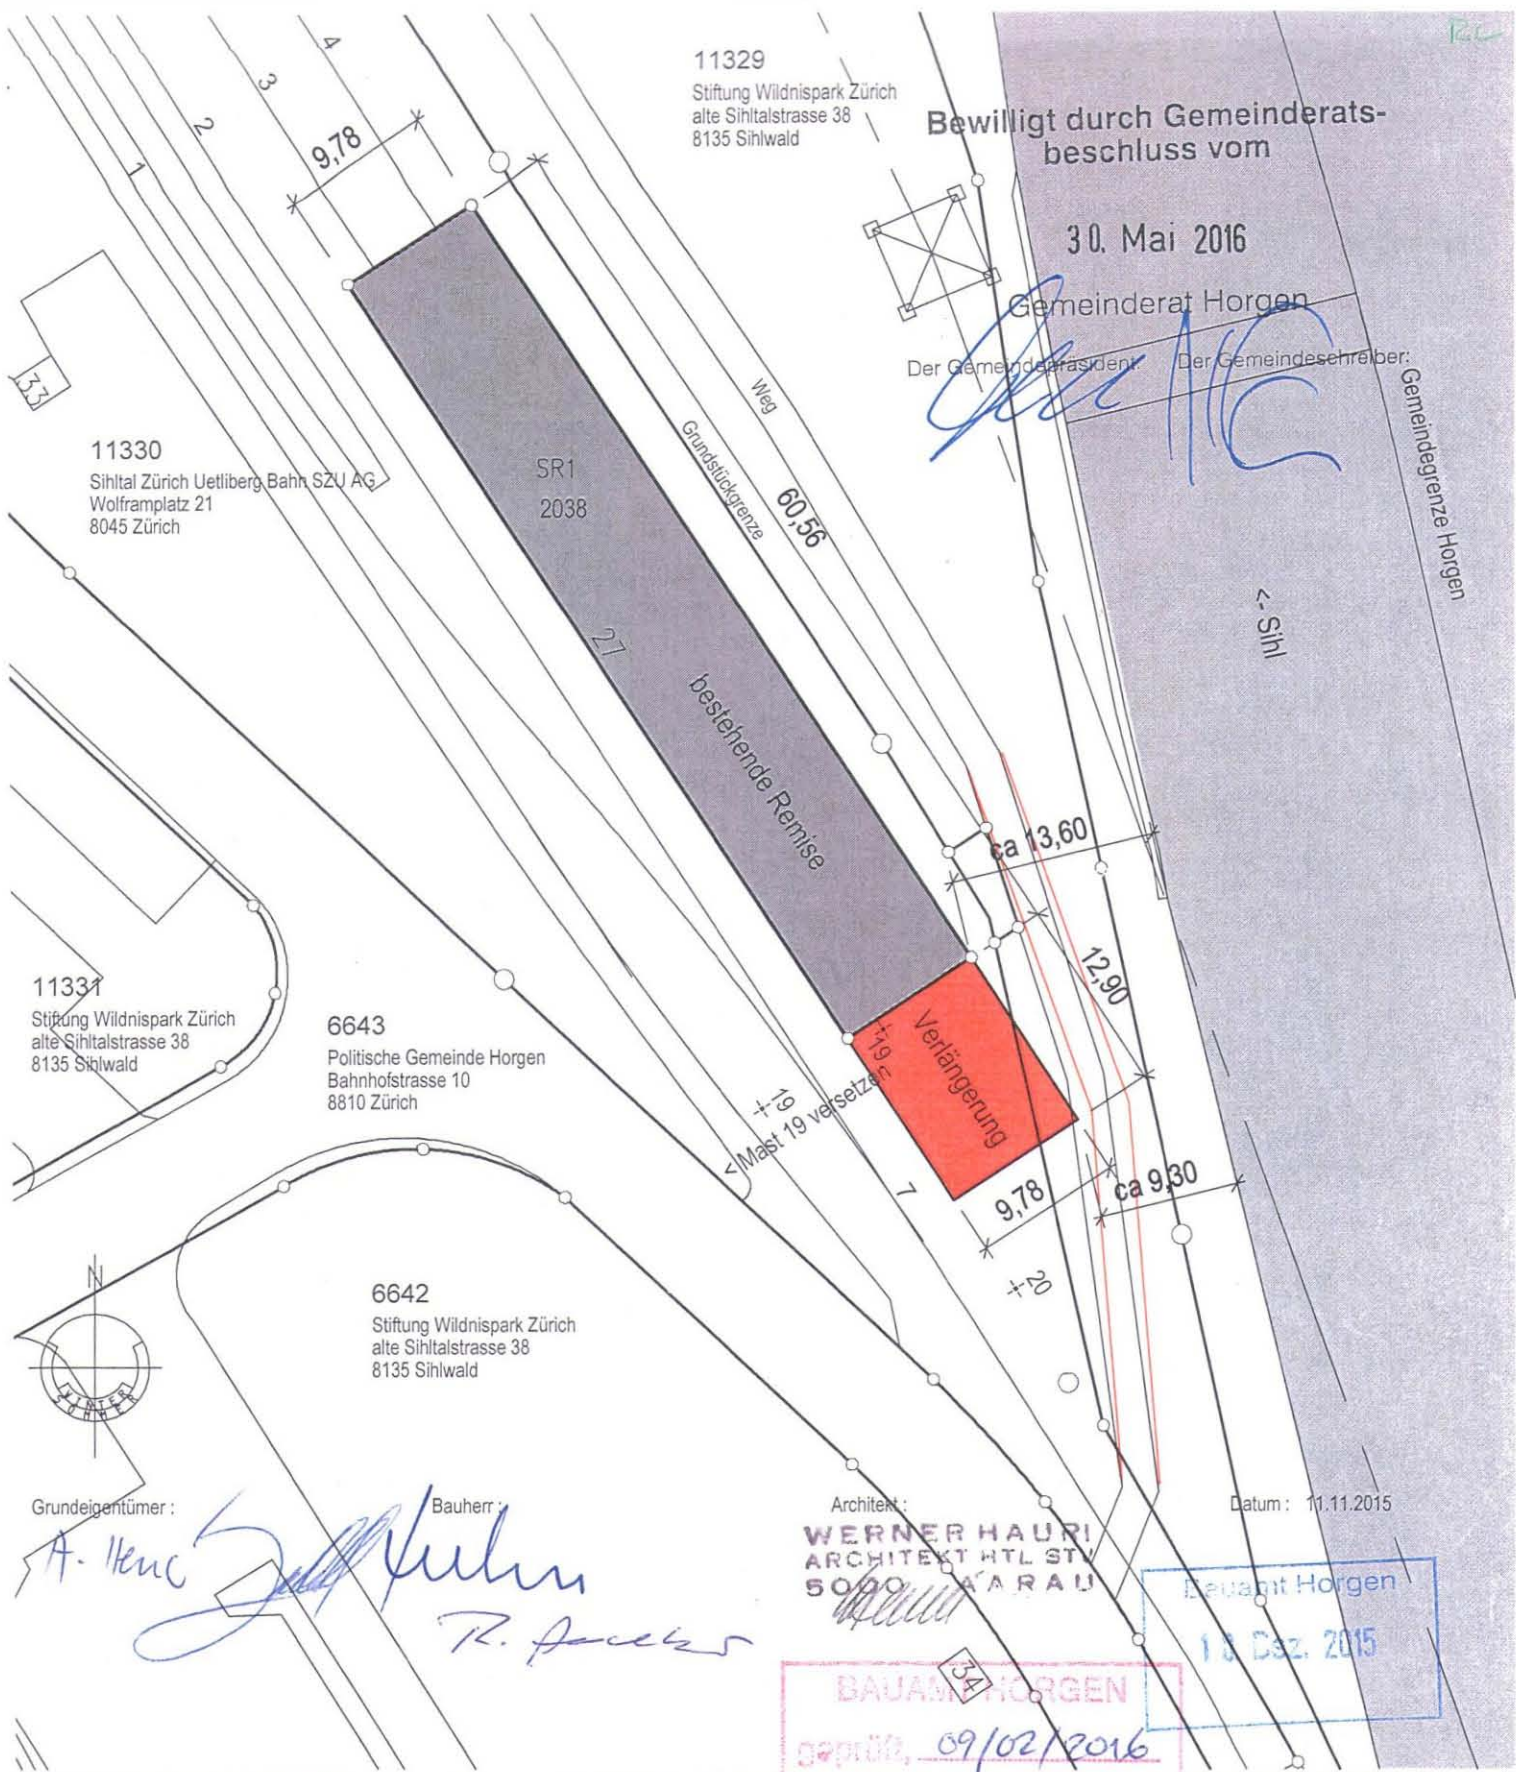 1
2
3
4
9,78
11329
Stiftung Wildnispark Zürich
alte Sihltalstrasse 38
8135 Sihlwald
Bewilligt durch Gemeinderats-
beschluss vom
30. Mai 2016
Gemeinderat Horgen
Der Gemeindepräsident:
Der Gemeindeschreiber:
Gemeindegrenze Horgen
<- Sihl
33
11330
Sihltal Zürich Uetliberg Bahn SZU AG
Wolframplatz 21
8045 Zürich
SR1
2038
Weg
Grundstückgrenze
60,56
27
bestehende Remise
ca 13,60
12,90
11331
Stiftung Wildnispark Zürich
alte Sihltalstrasse 38
8135 Sihlwald
6643
Politische Gemeinde Horgen
Bahnhofstrasse 10
8810 Zürich
19
19
< Mast 19 versetzen
Verlängerung
7
9,78
ca 9,30
20
N
WINTER
SOMMER
6642
Stiftung Wildnispark Zürich
alte Sihltalstrasse 38
8135 Sihlwald
Grundeigentümer :
Bauherr :
Architekt :
WERNER HAURI
ARCHITEKT HTL STV
5000 AARAU
Datum : 11.11.2015
Bauamt Horgen
Dez. 2015
34
BAUAMT HORGEN
geprüft, 09/02/2016